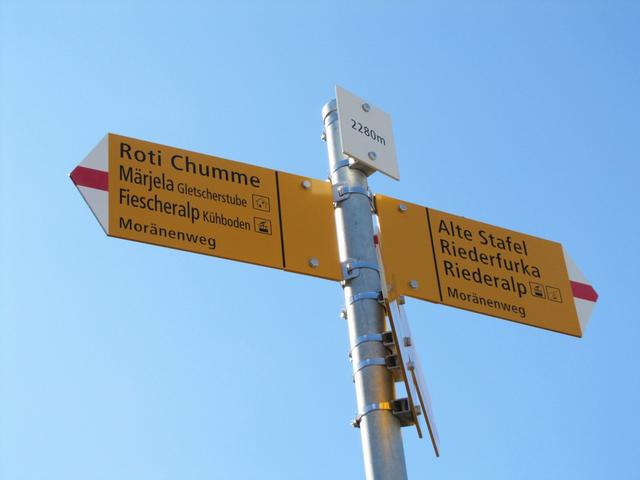 2280m
Roti Chumme
Märjela Gletscherstube
Fiescheralp Kühboden
Moränenweg
Alte Stafel
Riederfurka
Riederalp
Moränenweg